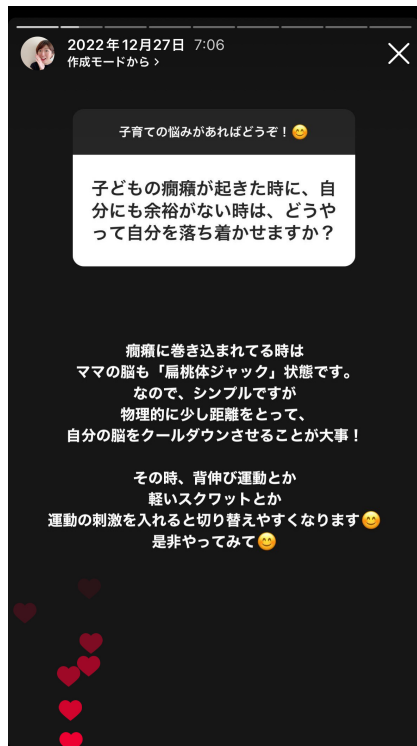 2022年12月27日 7:06
作成モードから >
子育ての悩みがあればどうぞ！😊
子どもの癇癪が起きた時に、自
分にも余裕がない時は、どうや
って自分を落ち着かせますか？
癇癪に巻き込まれてる時は
ママの脳も「扁桃体ジャック」状態です。
なので、シンプルですが
物理的に少し距離をとって、
自分の脳をクールダウンさせることが大事！
その時、背伸び運動とか
軽いスクワットとか
運動の刺激を入れると切り替えやすくなります😊
是非やってみて😊